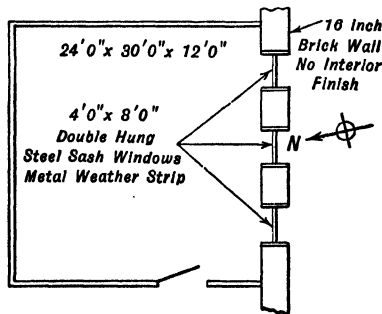 24'0"x 30'0"x 12'0"
16 Inch
Brick Wall
No Interior
Finish
4'0"x 8'0"
Double Hung
Steel Sash Windows
Metal Weather Strip
N